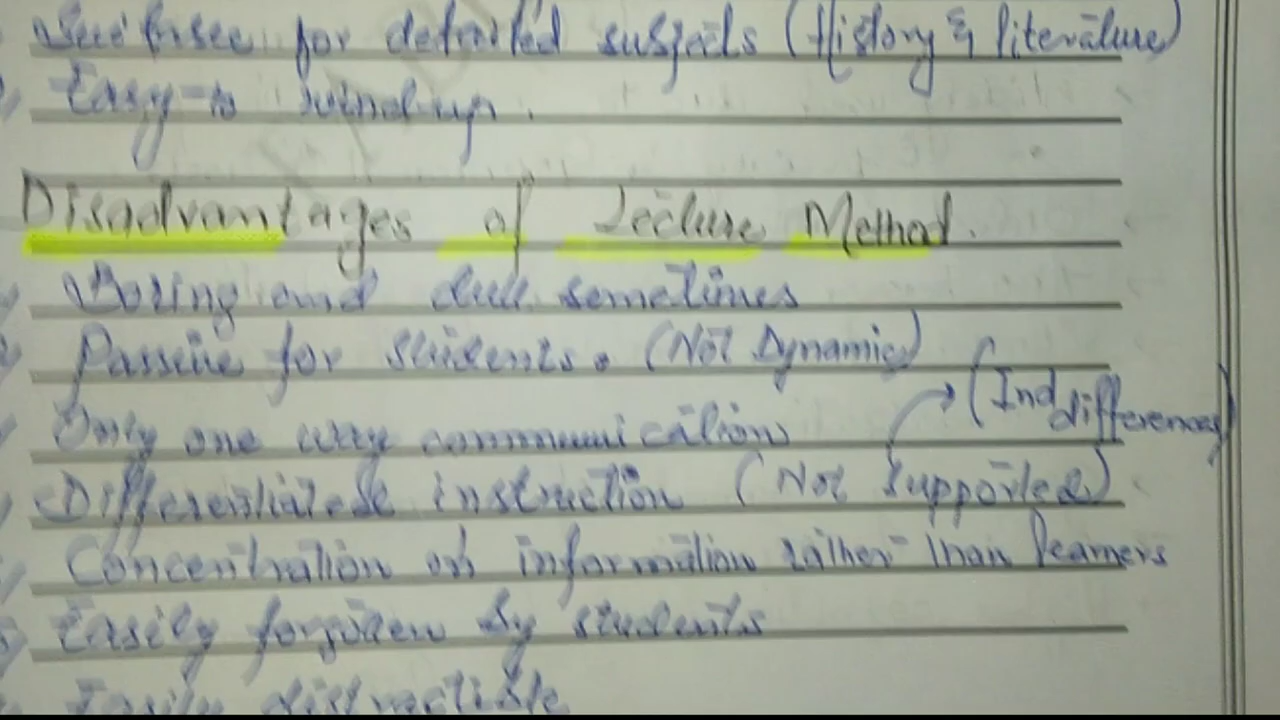 for detailed subjects (History & literature)
Easy to wind up.
Disadvantages of Lecture Method.
Boring and dull sometimes
Passive for students. (Not Dynamic)
(Ind differences)
Only one way communication
Differentiated instruction (Not supported)
Concentration on information rather than learners
Easily forgotten by students
Easily distractible